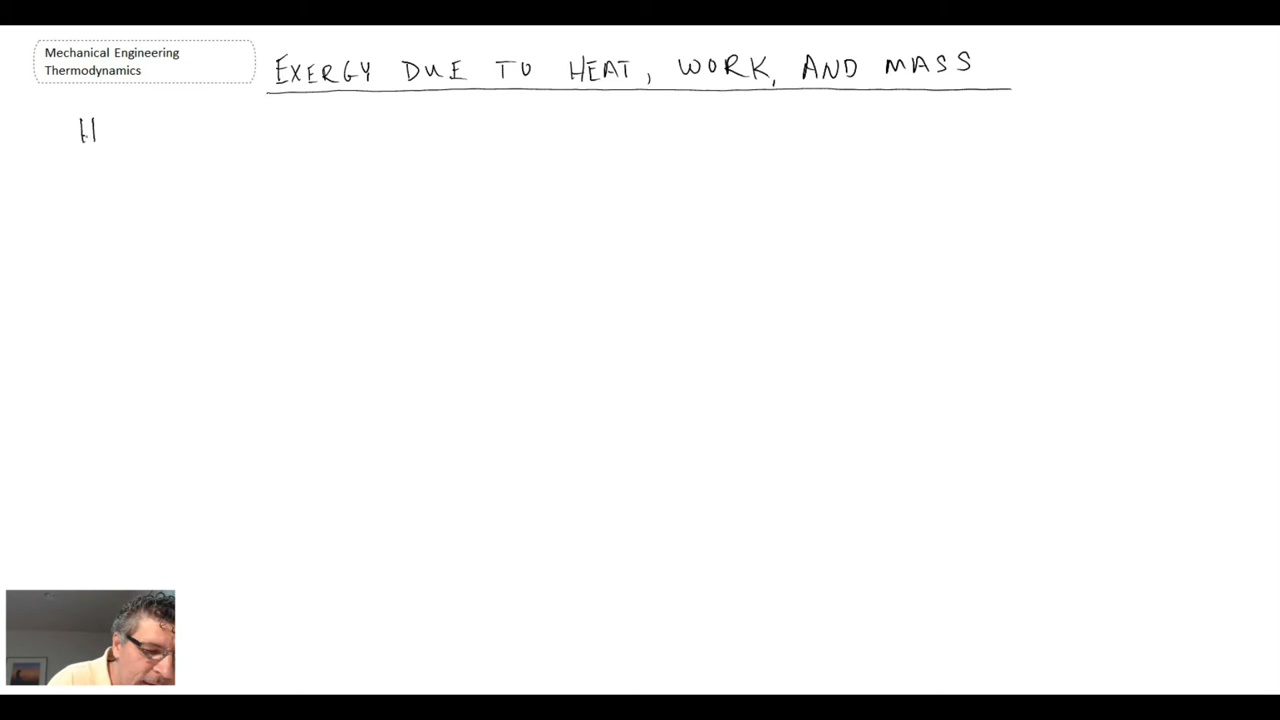 Mechanical Engineering
Thermodynamics
EXERGY DUE TO HEAT, WORK, AND MASS
H